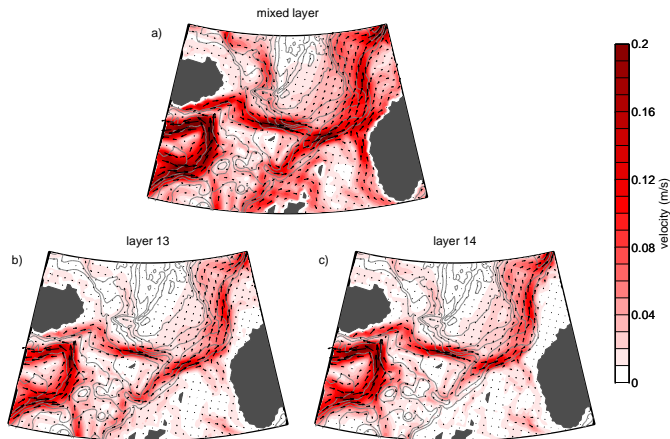 mixed layer
a)
0.2
0.16
0.12
0.08
0.04
0
velocity (m/s)
layer 13
b)
layer 14
c)